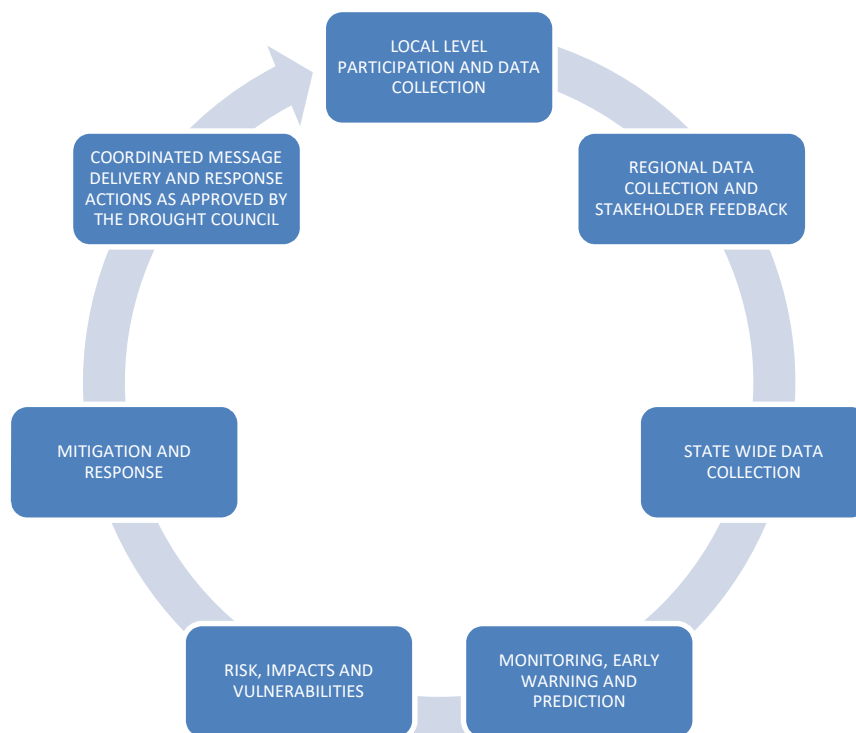 LOCAL LEVEL
PARTICIPATION AND DATA
COLLECTION
REGIONAL DATA
COLLECTION AND
STAKEHOLDER FEEDBACK
STATE WIDE DATA
COLLECTION
MONITORING, EARLY
WARNING AND
PREDICTION
RISK, IMPACTS AND
VULNERABILITIES
MITIGATION AND
RESPONSE
COORDINATED MESSAGE
DELIVERY AND RESPONSE
ACTIONS AS APPROVED BY
THE DROUGHT COUNCIL